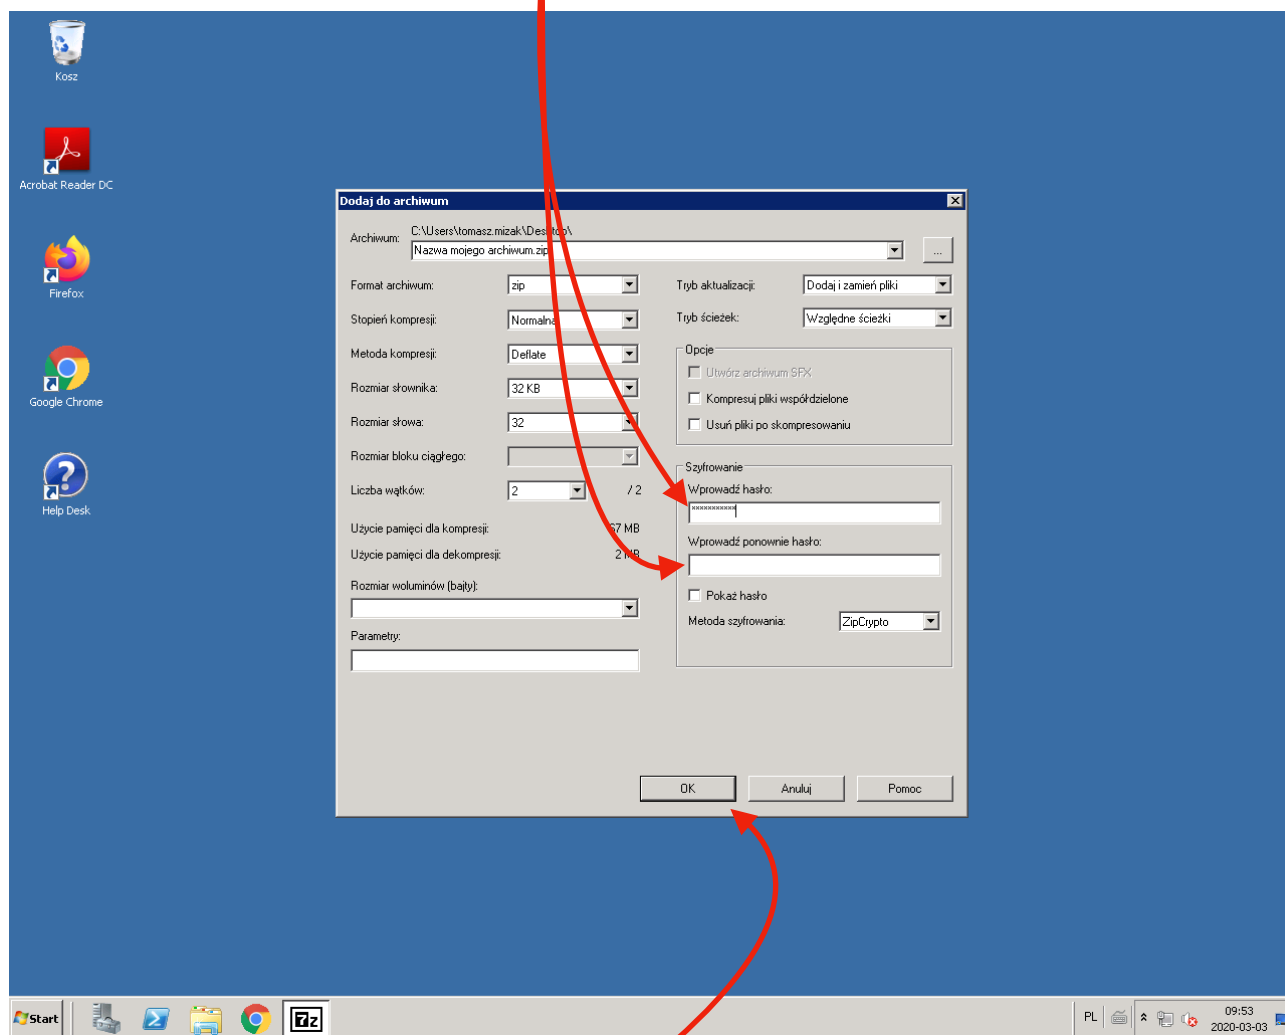 Kosz
Acrobat Reader DC
Firefox
Google Chrome
Help Desk
Dodaj do archiwum
Archiwum:
C:\Users\tomasz.mizak\Desktop\
Nazwa mojego archiwum.zip
...
Format archiwum:
zip
Stopień kompresji:
Normalna
Metoda kompresji:
Deflate
Rozmiar słownika:
32 KB
Rozmiar słowa:
32
Rozmiar bloku ciągłego:
Liczba wątków:
2
/ 2
Użycie pamięci dla kompresji:
67 MB
Użycie pamięci dla dekompresji:
2 MB
Rozmiar woluminów (bajty):
Parametry:
Tryb aktualizacji:
Dodaj i zamień pliki
Tryb ścieżek:
Względne ścieżki
Opcje
Utwórz archiwum SFX
Kompresuj pliki współdzielone
Usuń pliki po skompresowaniu
Szyfrowanie
Wprowadź hasło:
***********
Wprowadź ponownie hasło:
Pokaż hasło
Metoda szyfrowania:
ZipCrypto
OK
Anuluj
Pomoc
Start
7z
PL
09:53
2020-03-03